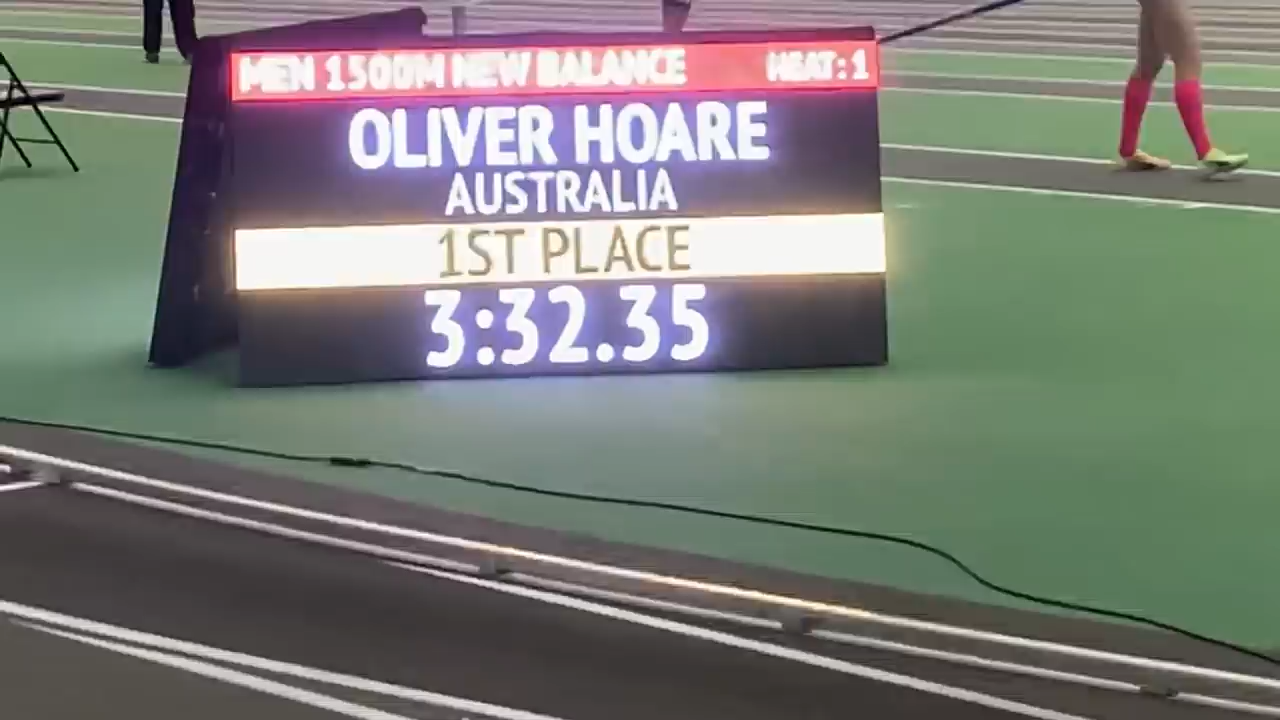 MEN 1500M NEW BALANCE HEAT:1
OLIVER HOARE
AUSTRALIA
1ST PLACE
3:32.35